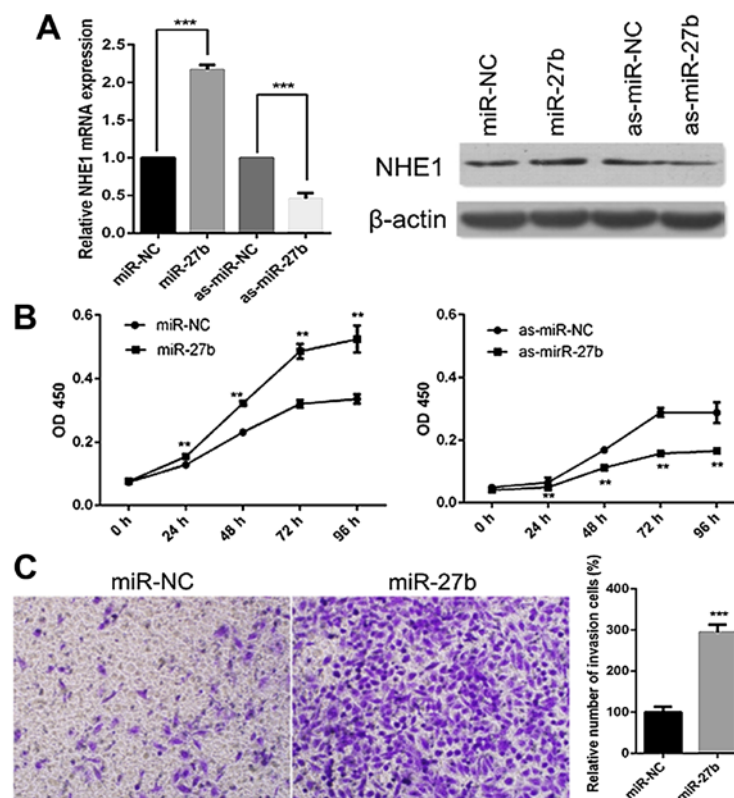 A
Relative NHE1 mRNA expression
2.5
2.0
1.5
1.0
0.5
0.0
***
***
miR-NC
miR-27b
as-miR-NC
as-miR-27b
miR-NC
miR-27b
as-miR-NC
as-miR-27b
NHE1
β-actin
B
OD 450
0.6
0.4
0.2
0.0
miR-NC
miR-27b
**
**
**
**
0 h
24 h
48 h
72 h
96 h
OD 450
0.6
0.4
0.2
0.0
as-miR-NC
as-mirR-27b
**
**
**
**
0 h
24 h
48 h
72 h
96 h
C
miR-NC
miR-27b
Relative number of invasion cells (%)
400
300
200
100
0
***
miR-NC
miR-27b